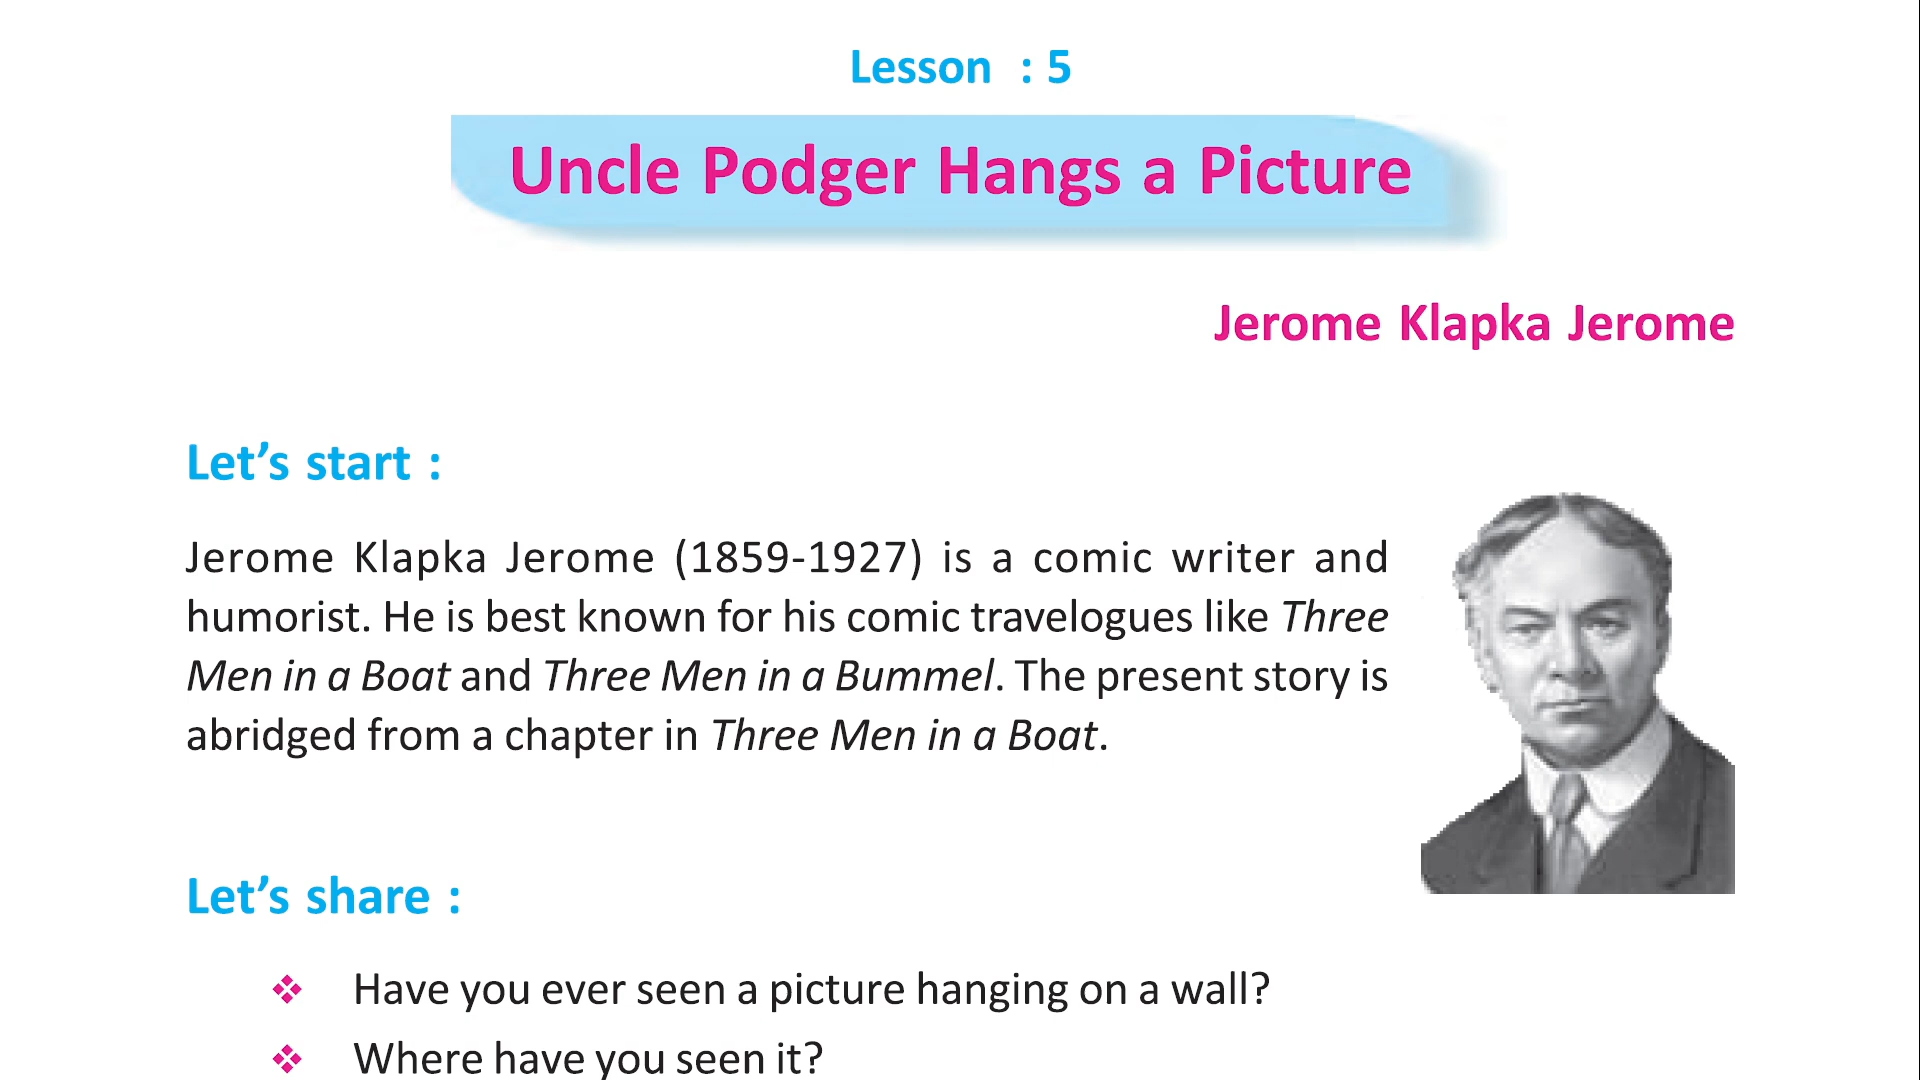 Lesson : 5
Uncle Podger Hangs a Picture
Jerome Klapka Jerome
Let’s start :
Jerome Klapka Jerome (1859-1927) is a comic writer and
humorist. He is best known for his comic travelogues like Three
Men in a Boat and Three Men in a Bummel. The present story is
abridged from a chapter in Three Men in a Boat.
Let’s share :
❖ Have you ever seen a picture hanging on a wall?
❖ Where have you seen it?